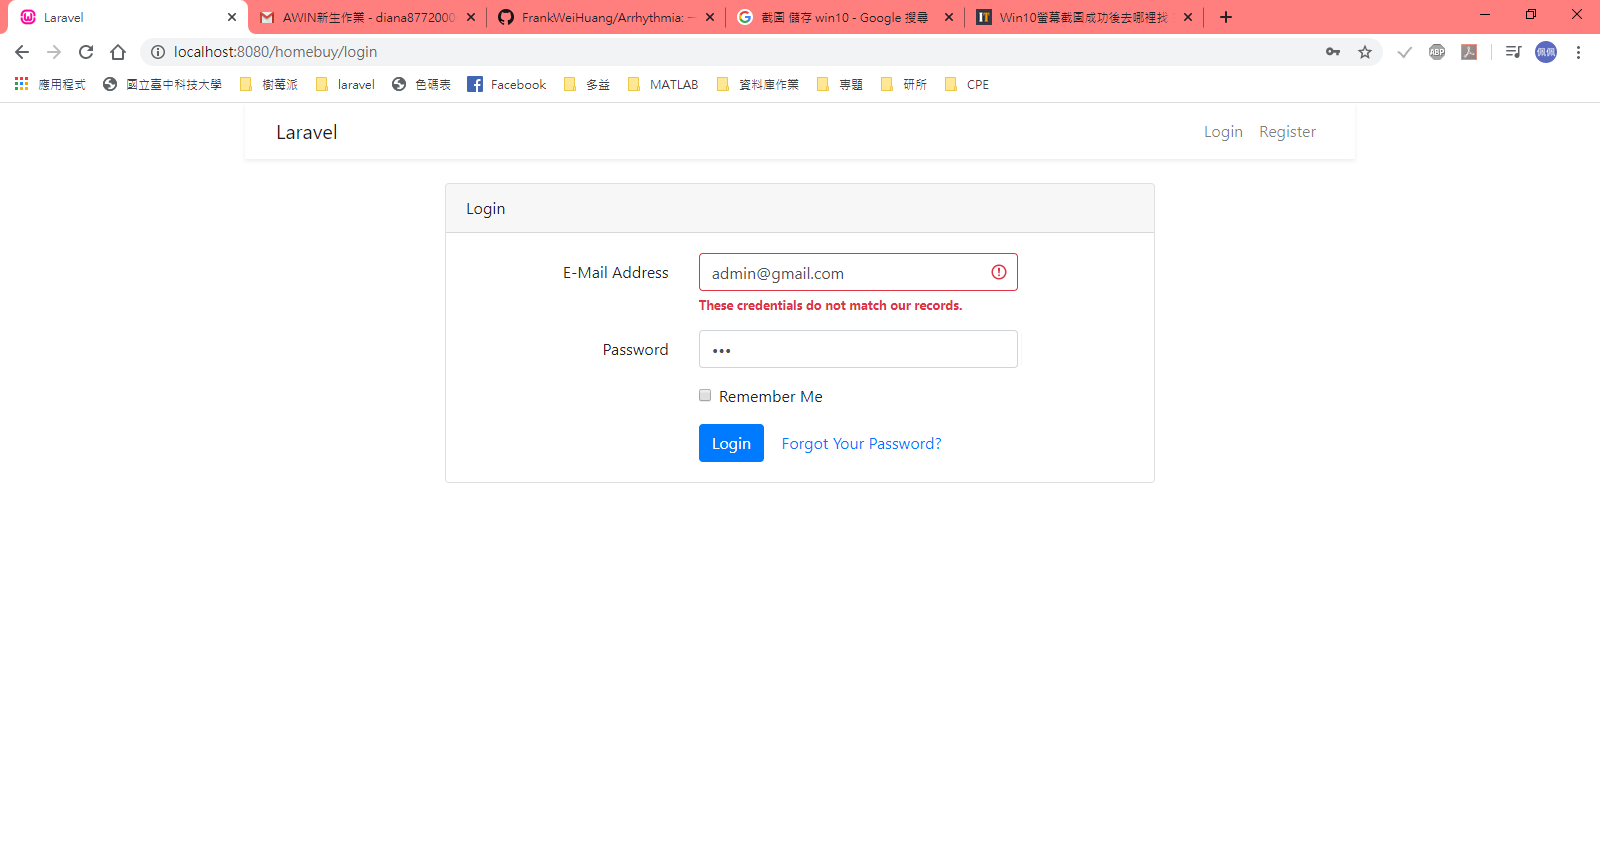 Laravel
AWIN新生作業 - diana8772000
FrankWeiHuang/Arrhythmia: 一
截圖 儲存 win10 - Google 搜尋
Win10螢幕截圖成功後去哪裡找
localhost:8080/homebuy/login
ABP
佩佩
應用程式
國立臺中科技大學
樹莓派
laravel
色碼表
Facebook
多益
MATLAB
資料庫作業
專題
研所
CPE
Laravel
Login
Register
Login
E-Mail Address
admin@gmail.com
These credentials do not match our records.
Password
•••
Remember Me
Login
Forgot Your Password?